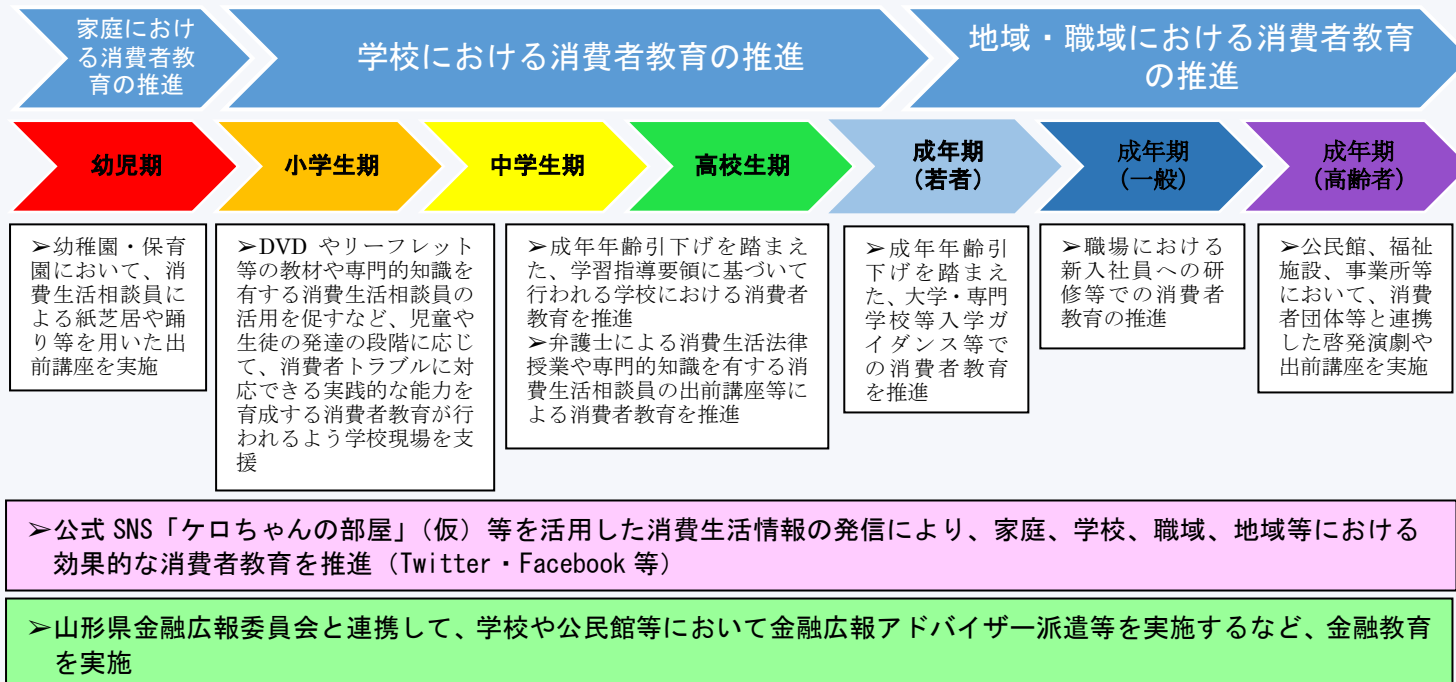 家庭におけ
る消費者教
育の推進
学校における消費者教育の推進
地域・職域における消費者教育
の推進
幼児期
小学生期
中学生期
高校生期
成年期
（若者）
成年期
（一般）
成年期
（高齢者）
➢幼稚園・保育
園において、消
費生活相談員に
よる紙芝居や踊
り等を用いた出
前講座を実施
➢DVD やリーフレット
等の教材や専門的知識を
有する消費生活相談員の
活用を促すなど、児童や
生徒の発達の段階に応じ
て、消費者トラブルに対
応できる実践的な能力を
育成する消費者教育が行
われるよう学校現場を支
援
➢成年年齢引下げを踏まえ
た、学習指導要領に基づいて
行われる学校における消費者
教育を推進
➢弁護士による消費生活法律
授業や専門的知識を有する消
費生活相談員の出前講座等に
よる消費者教育を推進
➢成年年齢引
下げを踏まえ
た、大学・専門
学校等入学ガ
イダンス等で
の消費者教育
を推進
➢職場における
新入社員への研
修等での消費者
教育の推進
➢公民館、福祉
施設、事業所等
において、消費
者団体等と連携
した啓発演劇や
出前講座を実施
➢公式 SNS「ケロちゃんの部屋」（仮）等を活用した消費生活情報の発信により、家庭、学校、職域、地域等における
効果的な消費者教育を推進（Twitter・Facebook 等）
➢山形県金融広報委員会と連携して、学校や公民館等において金融広報アドバイザー派遣等を実施するなど、金融教育
を実施